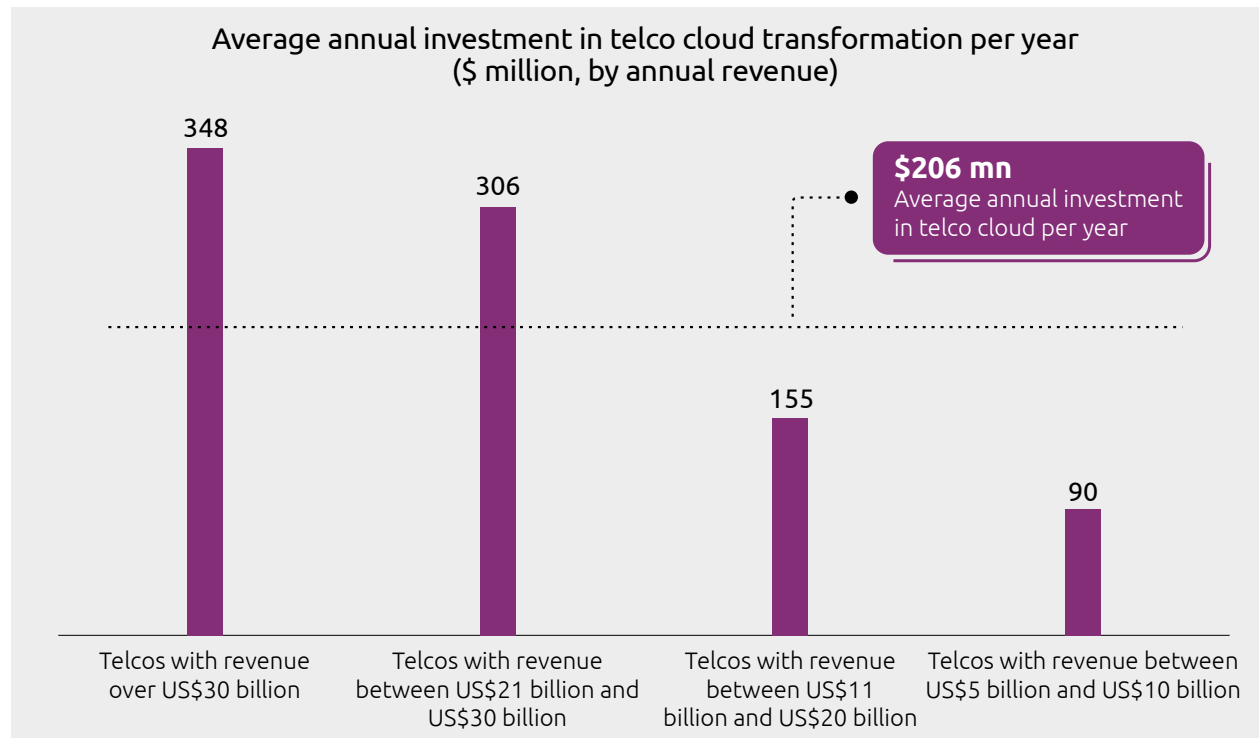 Average annual investment in telco cloud transformation per year
($ million, by annual revenue)
348
306
155
90
$206 mn
Average annual investment
in telco cloud per year
Telcos with revenue
over US$30 billion
Telcos with revenue
between US$21 billion and
US$30 billion
Telcos with revenue
between US$11
billion and US$20 billion
Telcos with revenue between
US$5 billion and US$10 billion